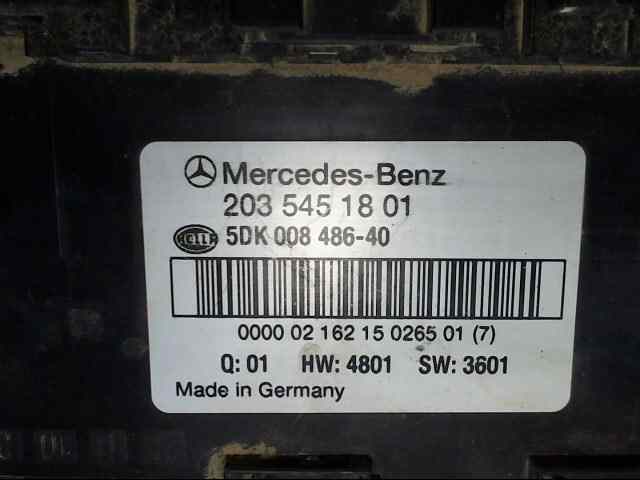 Mercedes-Benz
203 545 18 01
HELLA 5DK 008 486-40
0000 02 162 15 0265 01 (7)
Q: 01 HW: 4801 SW: 3601
Made in Germany